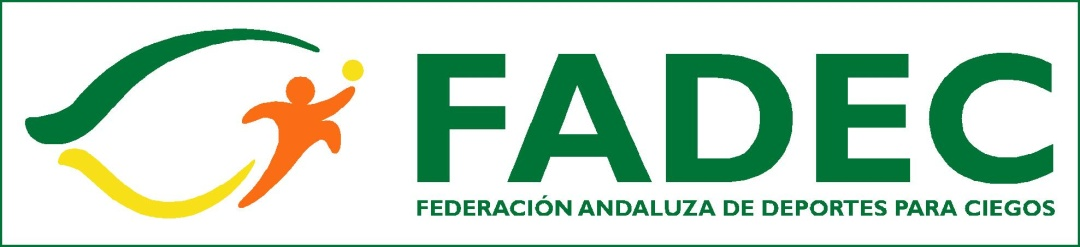 FADEC
FEDERACIÓN ANDALUZA DE DEPORTES PARA CIEGOS